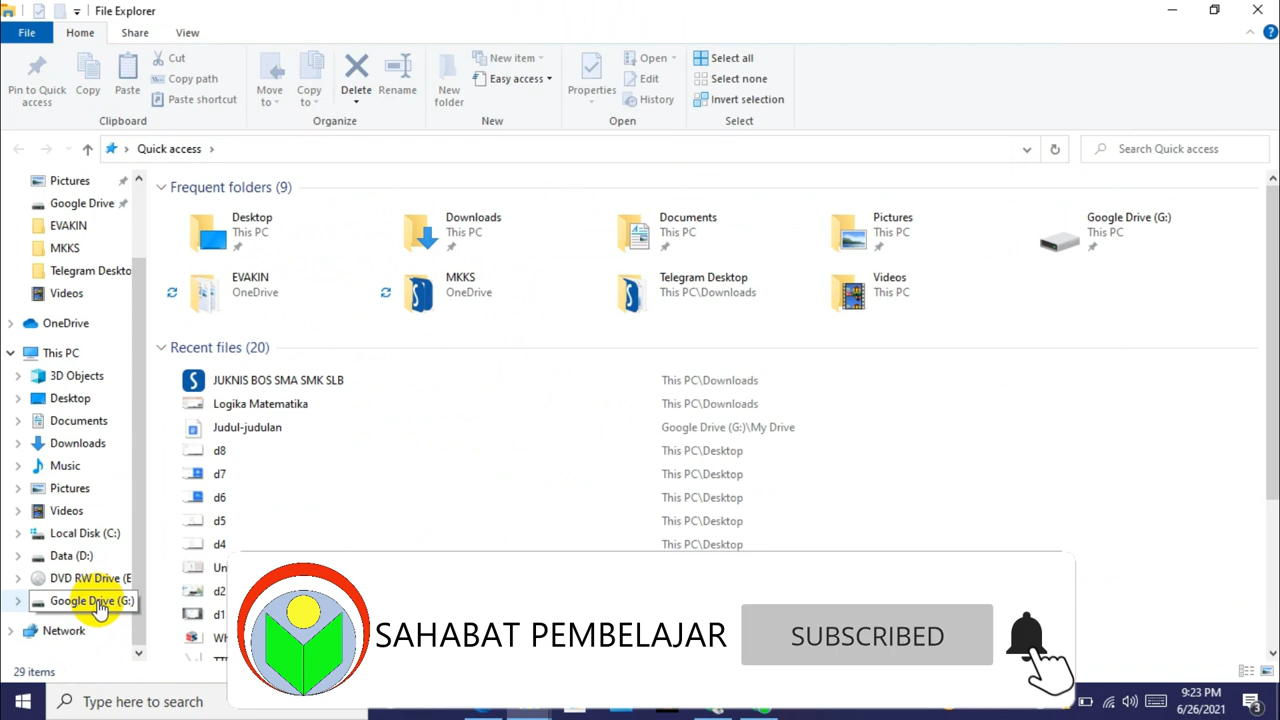 File Explorer
File Home Share View
Pin to Quick access
Copy
Paste
Cut
Copy path
Paste shortcut
Clipboard
Move to
Copy to
Delete
Rename
Organize
New folder
New item
Easy access
New
Properties
Open
Edit
History
Open
Select all
Select none
Invert selection
Select
Quick access
Search Quick access
Pictures
Google Drive
EVAKIN
MKKS
Telegram Deskto
Videos
OneDrive
This PC
3D Objects
Desktop
Documents
Downloads
Music
Pictures
Videos
Local Disk (C:)
Data (D:)
DVD RW Drive (E
Google Drive (G:)
Network
Frequent folders (9)
Desktop
This PC
Downloads
This PC
Documents
This PC
Pictures
This PC
Google Drive (G:)
This PC
EVAKIN
OneDrive
MKKS
OneDrive
Telegram Desktop
This PC\Downloads
Videos
This PC
Recent files (20)
JUKNIS BOS SMA SMK SLB This PC\Downloads
Logika Matematika This PC\Downloads
Judul-judulan Google Drive (G:)\My Drive
d8 This PC\Desktop
d7 This PC\Desktop
d6 This PC\Desktop
d5 This PC\Desktop
d4 This PC\Desktop
Un
d2
d1
SAHABAT PEMBELAJAR SUBSCRIBED
29 items
Type here to search
9:23 PM
6/26/2021
3